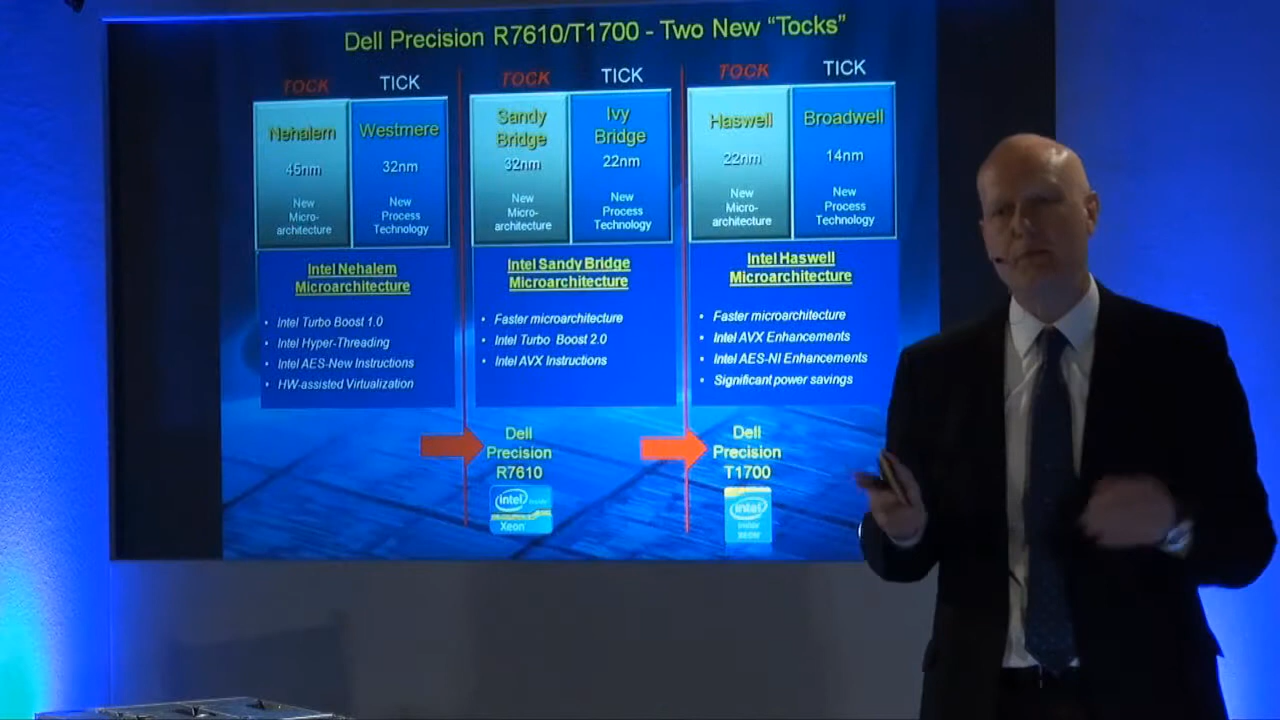 Dell Precision R7610/T1700 - Two New “Tocks”
TOCK
TICK
Nehalem
45nm
New
Micro-
architecture
Westmere
32nm
New
Process
Technology
Intel Nehalem
Microarchitecture
• Intel Turbo Boost 1.0
• Intel Hyper-Threading
• Intel AES-New Instructions
• HW-assisted Virtualization
TOCK
TICK
Sandy
Bridge
32nm
New
Micro-
architecture
Ivy
Bridge
22nm
New
Process
Technology
Intel Sandy Bridge
Microarchitecture
• Faster microarchitecture
• Intel Turbo Boost 2.0
• Intel AVX Instructions
Dell
Precision
R7610
intel inside
Xeon
TOCK
TICK
Haswell
22nm
New
Micro-
architecture
Broadwell
14nm
New
Process
Technology
Intel Haswell
Microarchitecture
• Faster microarchitecture
• Intel AVX Enhancements
• Intel AES-NI Enhancements
• Significant power savings
Dell
Precision
T1700
intel
inside
XEON